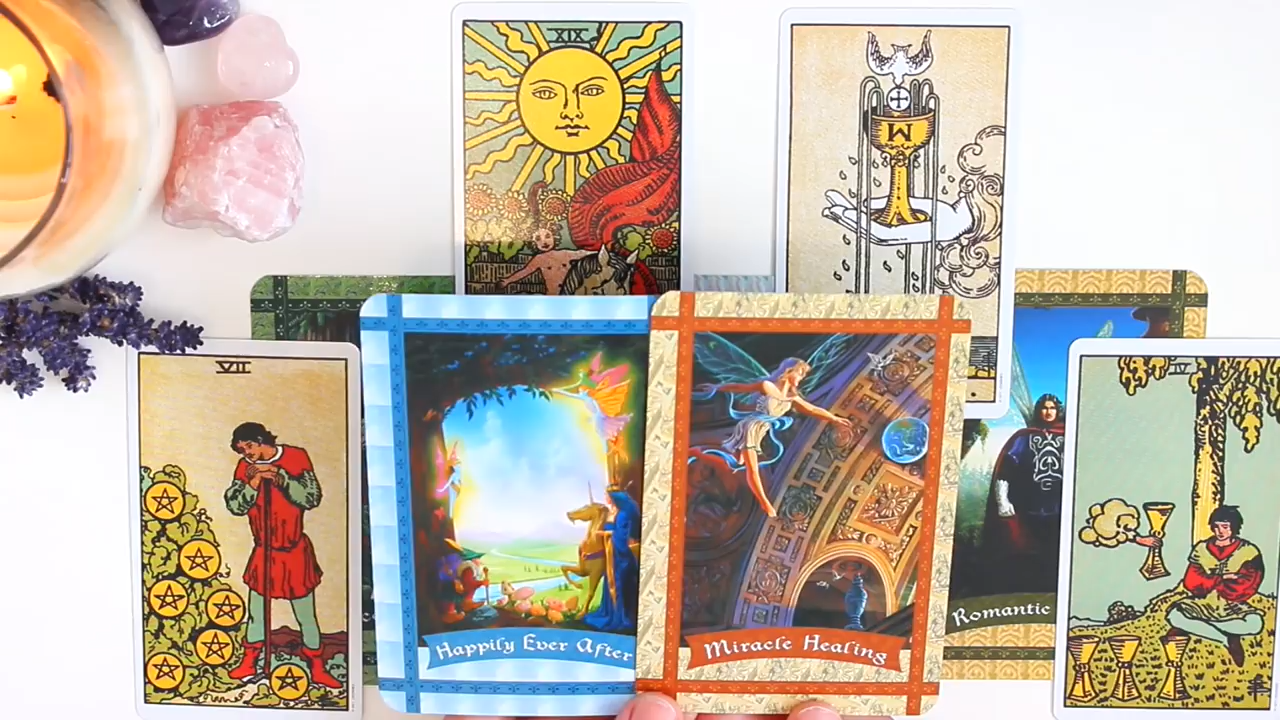 XIX
W
VII
IV
Happily Ever After
Miracle Healing
Romantic